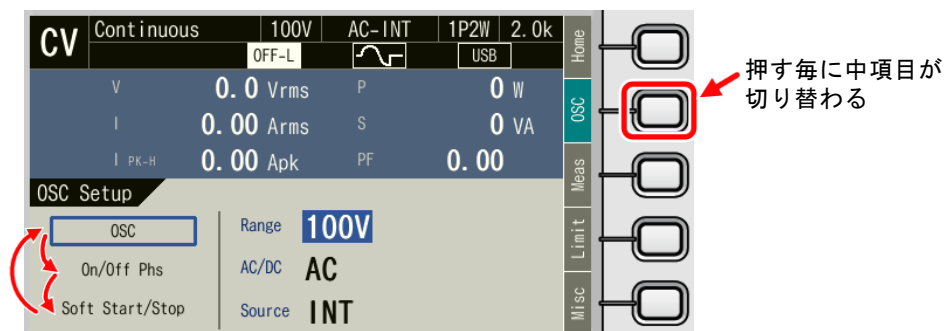 CV Continuous 100V AC-INT 1P2W 2.0k
OFF-L USB
V 0.0 Vrms P 0 W
I 0.00 Arms S 0 VA
I PK-H 0.00 Apk PF 0.00
OSC Setup
OSC
On/Off Phs
Soft Start/Stop
Range 100V
AC/DC AC
Source INT
Home
OSC
Meas
Limit
Misc
押す毎に中項目が
切り替わる